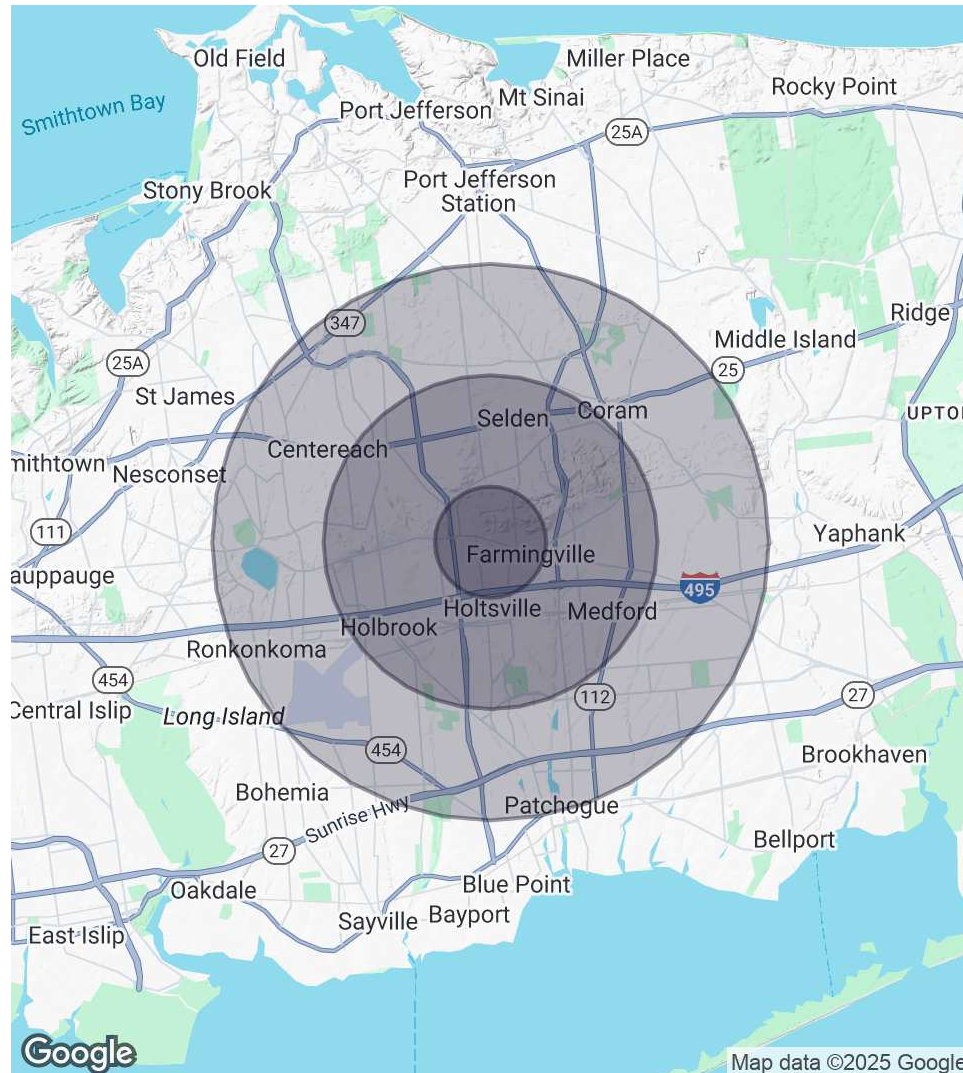 Old Field
Miller Place
Rocky Point
Mt Sinai
Port Jefferson
Smithtown Bay
25A
Port Jefferson
Station
Stony Brook
Ridge
347
Middle Island
25A
25
St James
Selden
Coram
UPTO
Centereach
mithtown
Nesconset
111
Yaphank
Farmingville
auppauge
495
Holtsville
Medford
Holbrook
Ronkonkoma
454
112
27
Central Islip
Long Island
454
Brookhaven
Bohemia
Sunrise Hwy
Patchogue
27
Bellport
Oakdale
Blue Point
Sayville
Bayport
East Islip
Google
Map data ©2025 Google